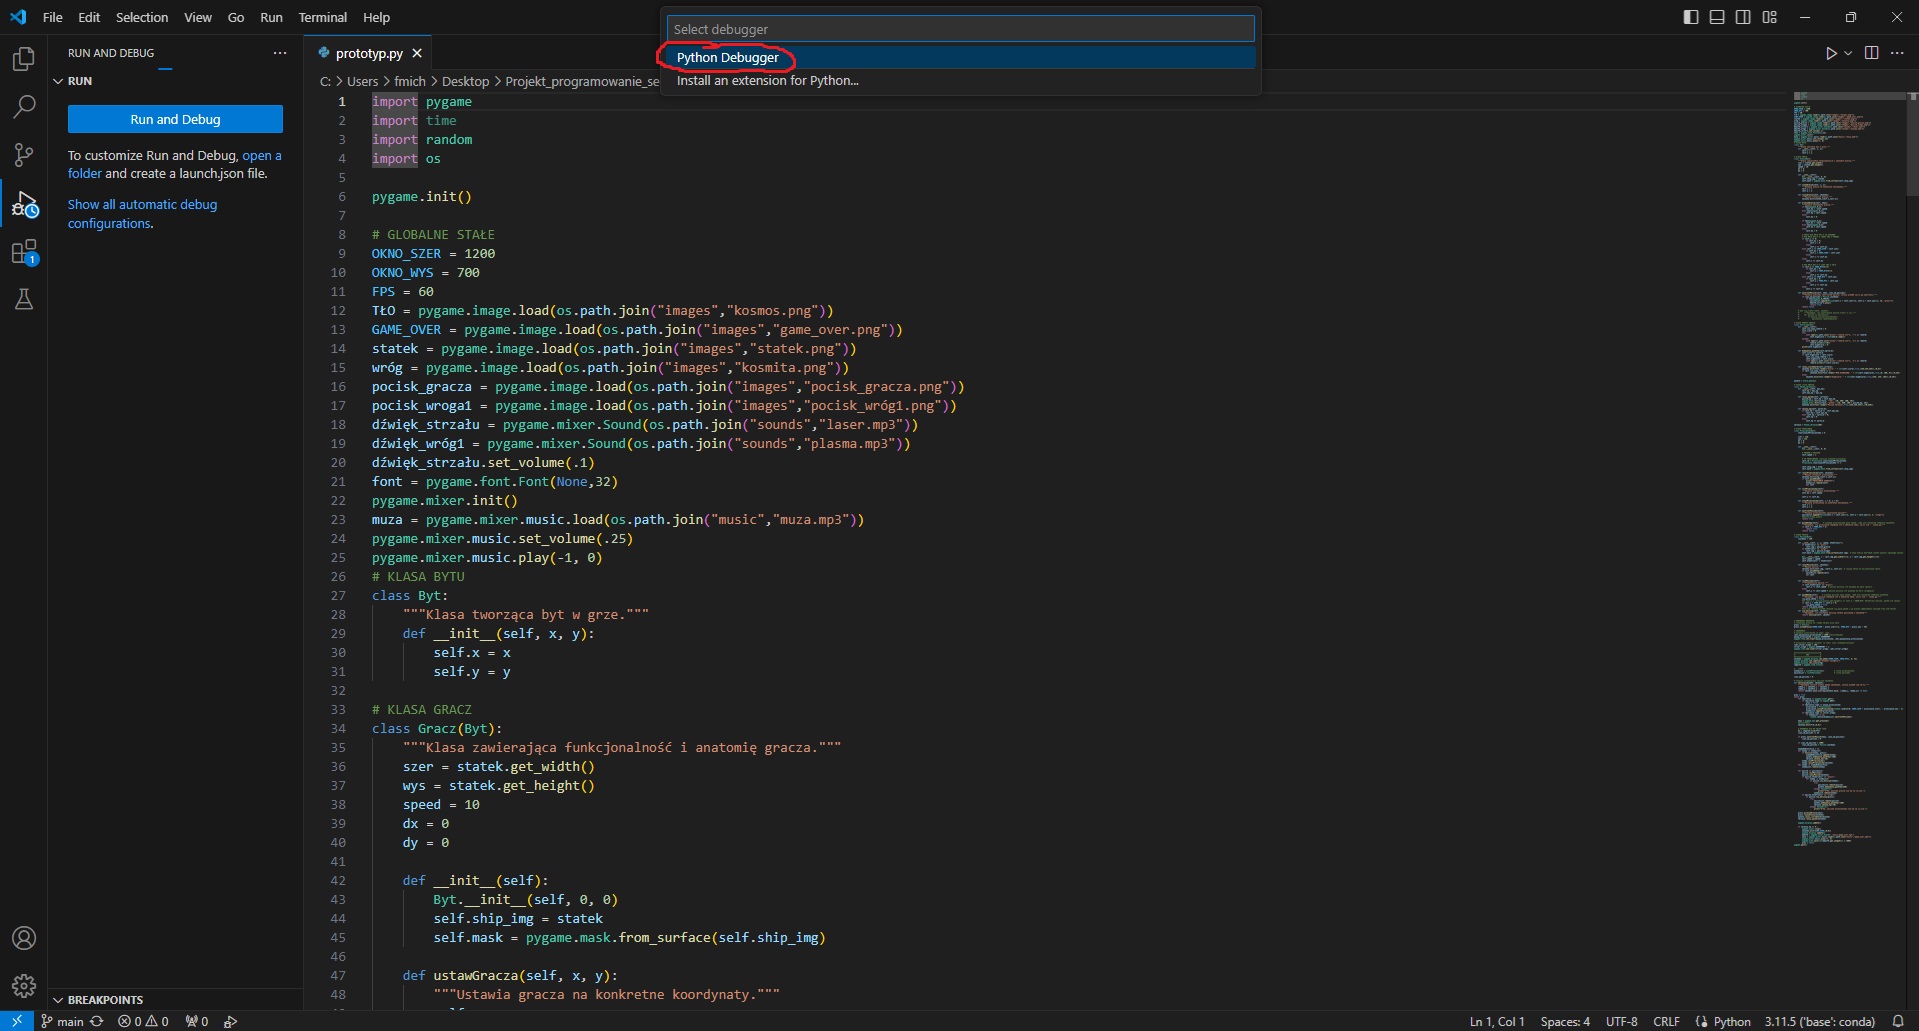 File Edit Selection View Go Run Terminal Help
Select debugger
Python Debugger
Install an extension for Python...
RUN AND DEBUG
RUN
Run and Debug
To customize Run and Debug, open a
folder and create a launch.json file.
Show all automatic debug
configurations.
1
BREAKPOINTS
prototyp.py
C: > Users > fmich > Desktop > Projekt_programowanie_se
1 import pygame
2 import time
3 import random
4 import os
5
6 pygame.init()
7
8 # GLOBALNE STAŁE
9 OKNO_SZER = 1200
10 OKNO_WYS = 700
11 FPS = 60
12 TŁO = pygame.image.load(os.path.join("images","kosmos.png"))
13 GAME_OVER = pygame.image.load(os.path.join("images","game_over.png"))
14 statek = pygame.image.load(os.path.join("images","statek.png"))
15 wróg = pygame.image.load(os.path.join("images","kosmita.png"))
16 pocisk_gracza = pygame.image.load(os.path.join("images","pocisk_gracza.png"))
17 pocisk_wroga1 = pygame.image.load(os.path.join("images","pocisk_wróg1.png"))
18 dźwięk_strzału = pygame.mixer.Sound(os.path.join("sounds","laser.mp3"))
19 dźwięk_wróg1 = pygame.mixer.Sound(os.path.join("sounds","plasma.mp3"))
20 dźwięk_strzału.set_volume(.1)
21 font = pygame.font.Font(None,32)
22 pygame.mixer.init()
23 muza = pygame.mixer.music.load(os.path.join("music","muza.mp3"))
24 pygame.mixer.music.set_volume(.25)
25 pygame.mixer.music.play(-1, 0)
26 # KLASA BYTU
27 class Byt:
28 """Klasa tworząca byt w grze."""
29 def __init__(self, x, y):
30 self.x = x
31 self.y = y
32
33 # KLASA GRACZ
34 class Gracz(Byt):
35 """Klasa zawierająca funkcjonalność i anatomię gracza."""
36 szer = statek.get_width()
37 wys = statek.get_height()
38 speed = 10
39 dx = 0
40 dy = 0
41
42 def __init__(self):
43 Byt.__init__(self, 0, 0)
44 self.ship_img = statek
45 self.mask = pygame.mask.from_surface(self.ship_img)
46
47 def ustawGracza(self, x, y):
48 """Ustawia gracza na konkretne koordynaty."""
main 0 0 0
Ln 1, Col 1 Spaces: 4 UTF-8 CRLF Python 3.11.5 ('base': conda)